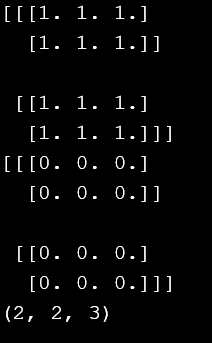 [[[1. 1. 1.]
  [1. 1. 1.]]

 [[1. 1. 1.]
  [1. 1. 1.]]]
[[[0. 0. 0.]
  [0. 0. 0.]]

 [[0. 0. 0.]
  [0. 0. 0.]]]
(2, 2, 3)